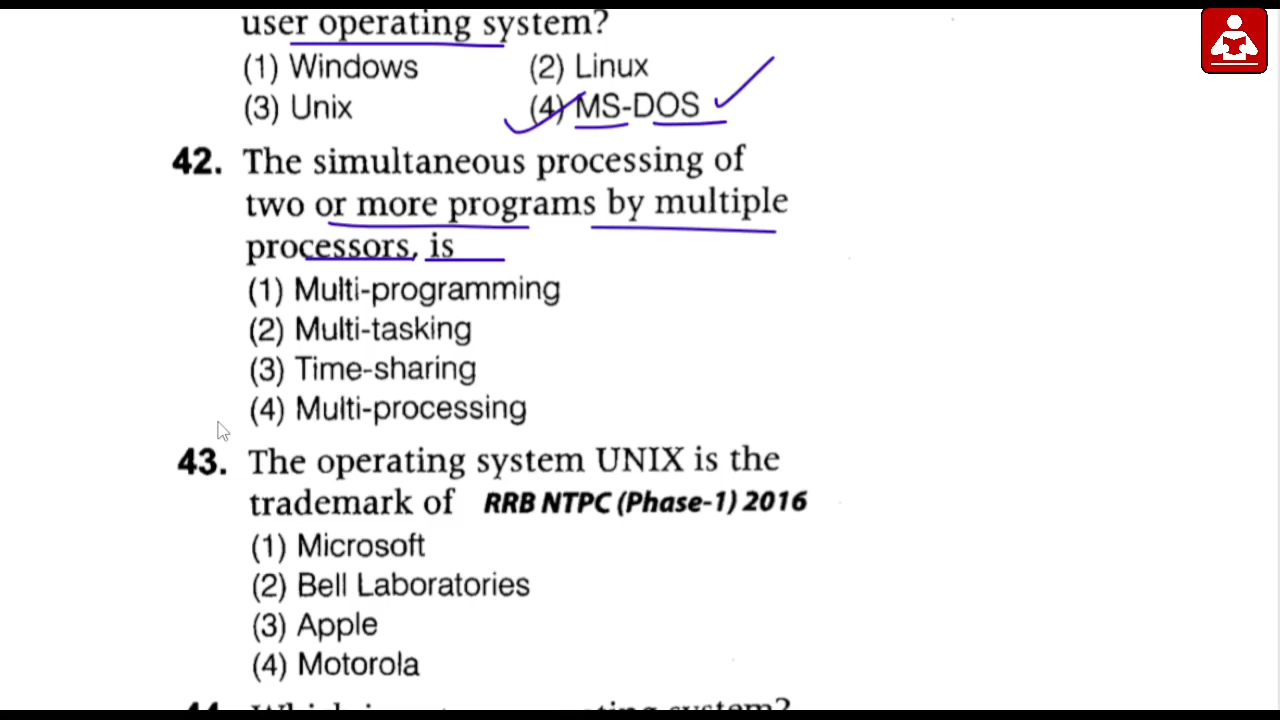 user operating system?
(1) Windows (2) Linux
(3) Unix (4) MS-DOS
42. The simultaneous processing of
two or more programs by multiple
processors, is
(1) Multi-programming
(2) Multi-tasking
(3) Time-sharing
(4) Multi-processing
43. The operating system UNIX is the
trademark of RRB NTPC (Phase-1) 2016
(1) Microsoft
(2) Bell Laboratories
(3) Apple
(4) Motorola